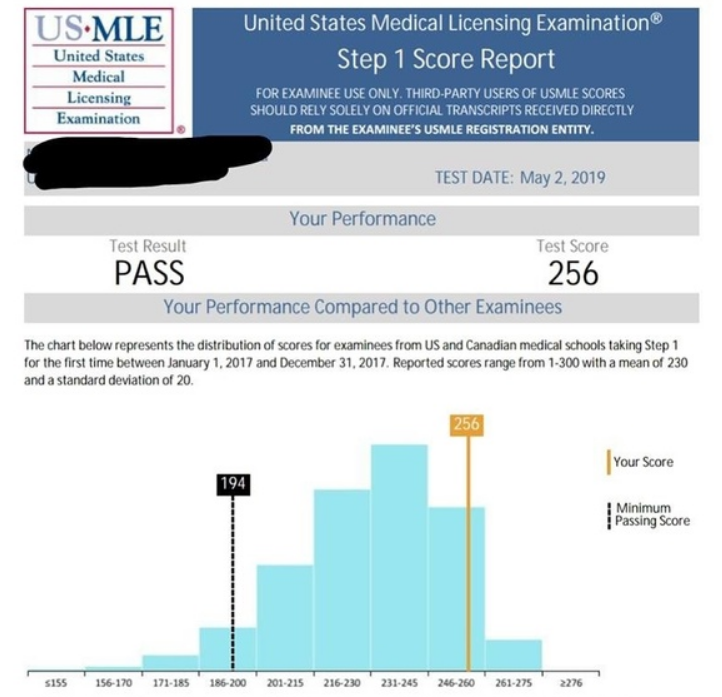 US·MLE
United States
Medical
Licensing
Examination
®
United States Medical Licensing Examination®
Step 1 Score Report
FOR EXAMINEE USE ONLY. THIRD-PARTY USERS OF USMLE SCORES
SHOULD RELY SOLELY ON OFFICIAL TRANSCRIPTS RECEIVED DIRECTLY
FROM THE EXAMINEE'S USMLE REGISTRATION ENTITY.
TEST DATE: May 2, 2019
Your Performance
Test Result
Test Score
PASS
256
Your Performance Compared to Other Examinees
The chart below represents the distribution of scores for examinees from US and Canadian medical schools taking Step 1
for the first time between January 1, 2017 and December 31, 2017. Reported scores range from 1-300 with a mean of 230
and a standard deviation of 20.
256
194
Your Score
Minimum
Passing Score
≤155 156-170 171-185 186-200 201-215 216-230 231-245 246-260 261-275 ≥276